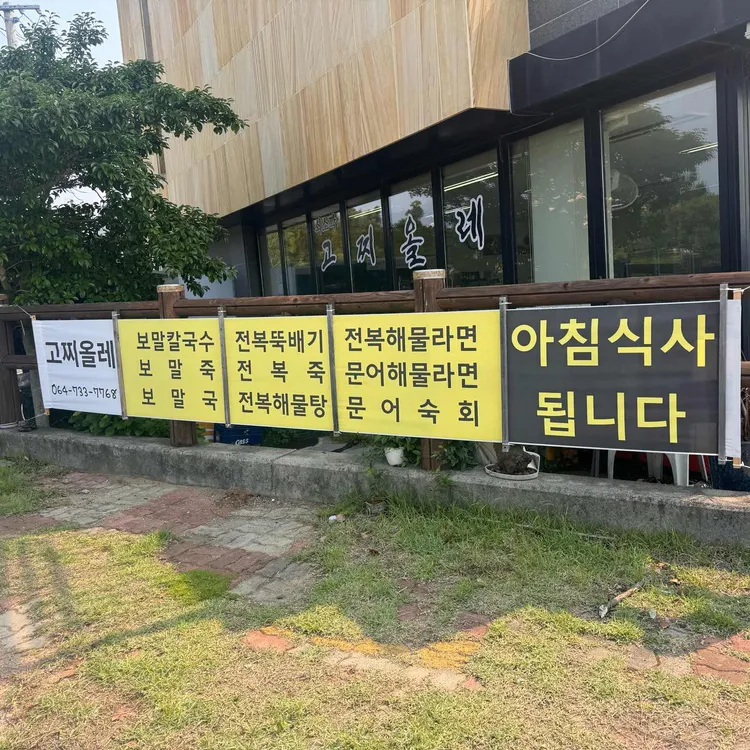 고찌올레
고찌올레
064-733-7768
보말칼국수
보말죽
보말국
전복뚝배기
전복죽
전복해물탕
전복해물라면
문어해물라면
문어숙회
아침식사
됩니다